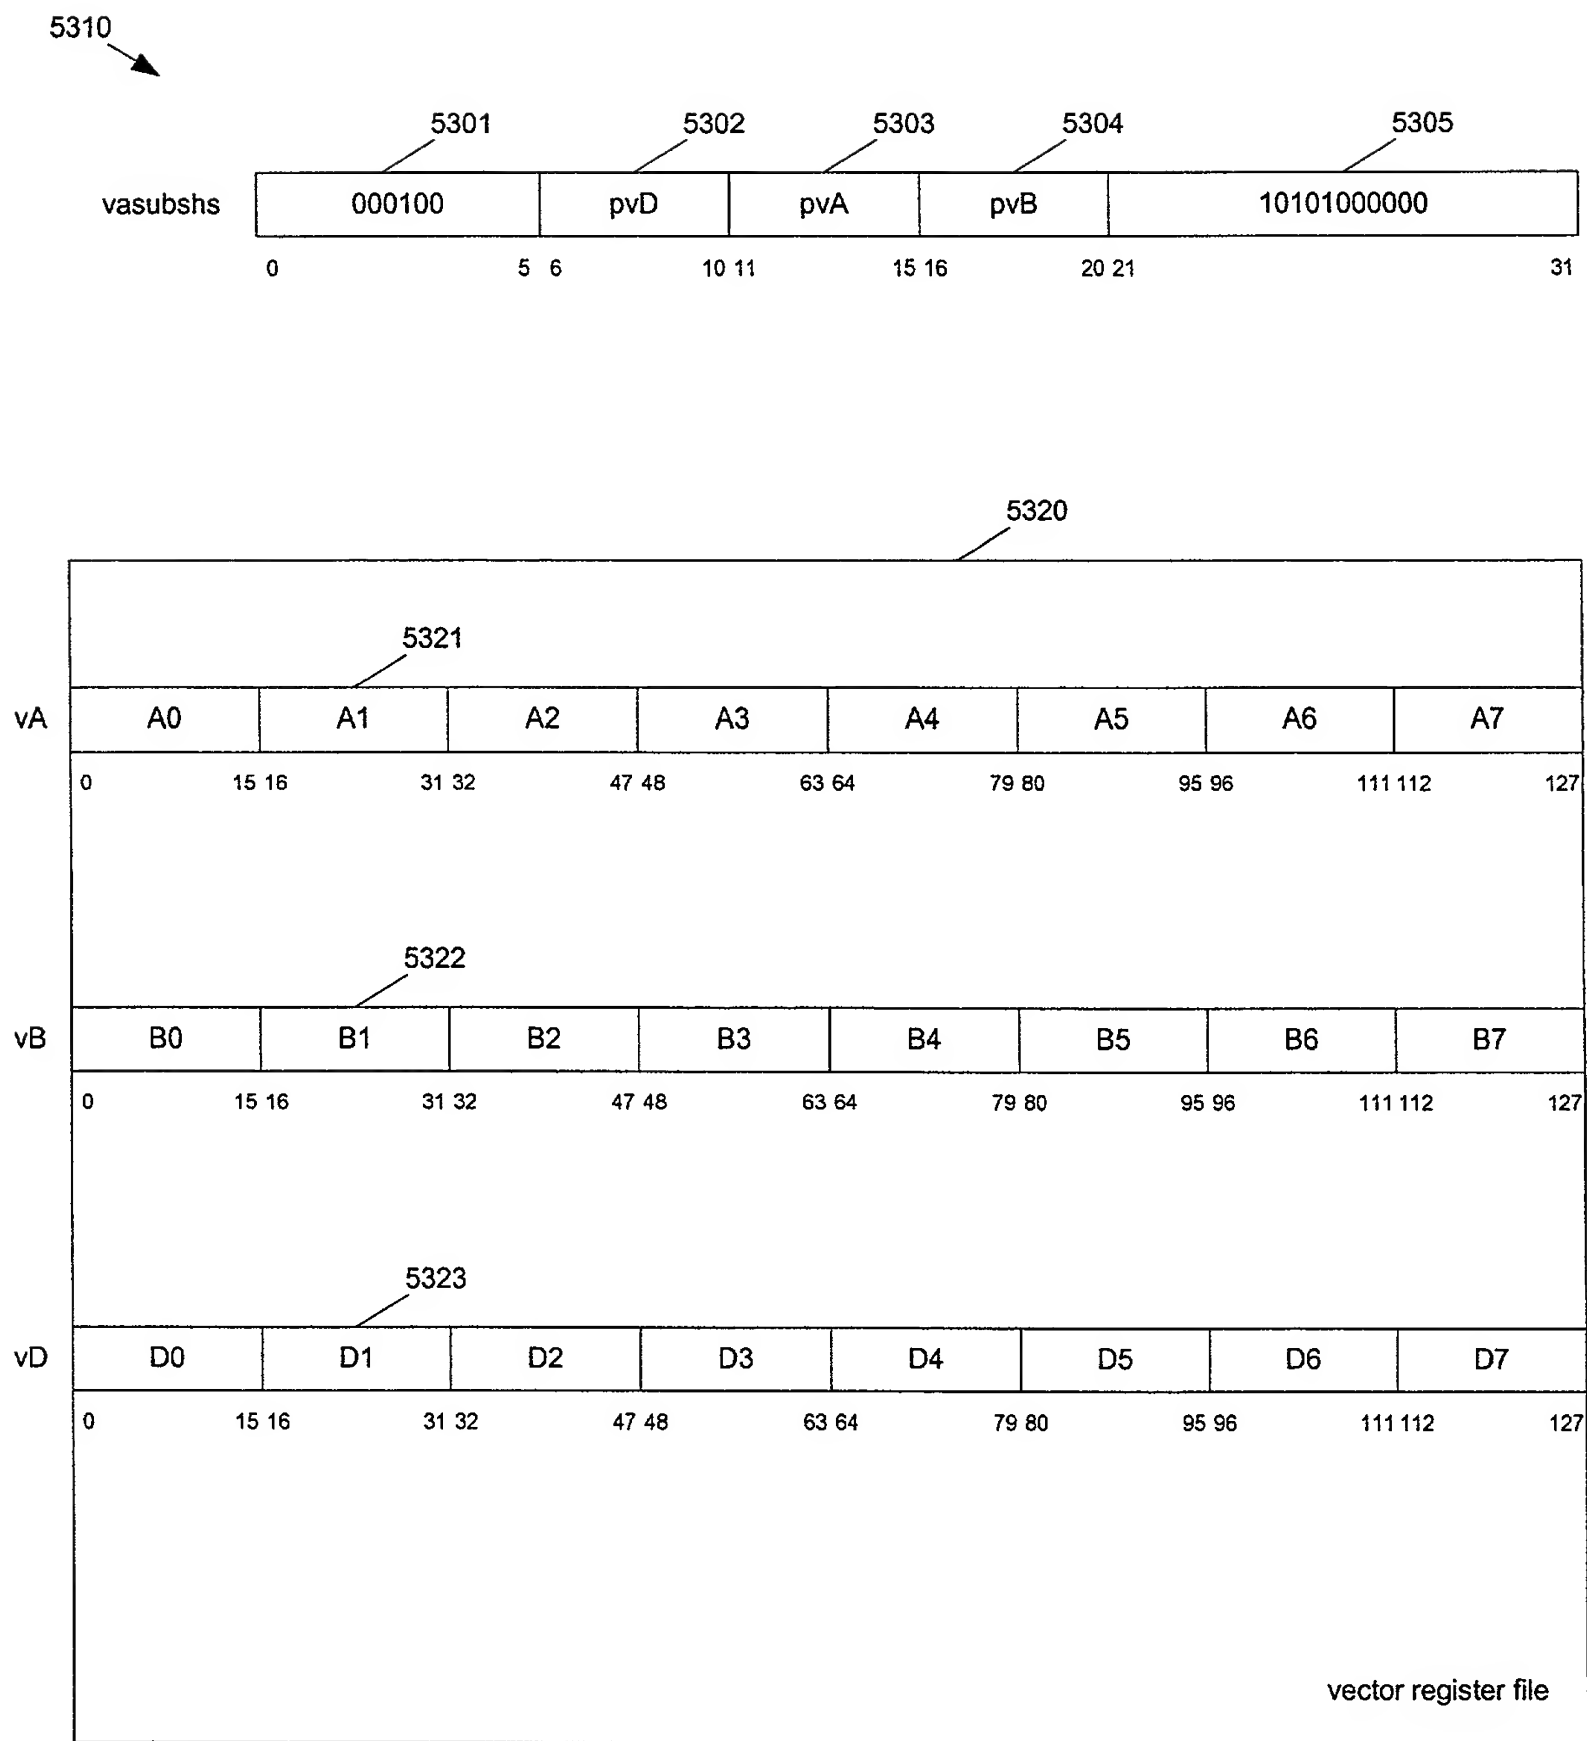 5310
5301 5302 5303 5304 5305
vasubshs 000100 pvD pvA pvB 10101000000
0 5 6 10 11 15 16 20 21 31
5320
5321
vA A0 A1 A2 A3 A4 A5 A6 A7
0 15 16 31 32 47 48 63 64 79 80 95 96 111 112 127
5322
vB B0 B1 B2 B3 B4 B5 B6 B7
0 15 16 31 32 47 48 63 64 79 80 95 96 111 112 127
5323
vD D0 D1 D2 D3 D4 D5 D6 D7
0 15 16 31 32 47 48 63 64 79 80 95 96 111 112 127
vector register file